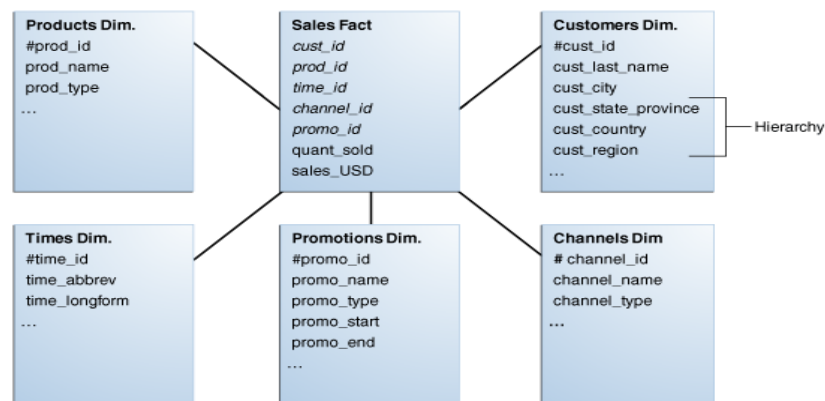 Products Dim.
#prod_id
prod_name
prod_type
...
Sales Fact
cust_id
prod_id
time_id
channel_id
promo_id
quant_sold
sales_USD
Customers Dim.
#cust_id
cust_last_name
cust_city
cust_state_province
cust_country
cust_region
...
Hierarchy
Times Dim.
#time_id
time_abbrev
time_longform
...
Promotions Dim.
#promo_id
promo_name
promo_type
promo_start
promo_end
...
Channels Dim
# channel_id
channel_name
channel_type
...